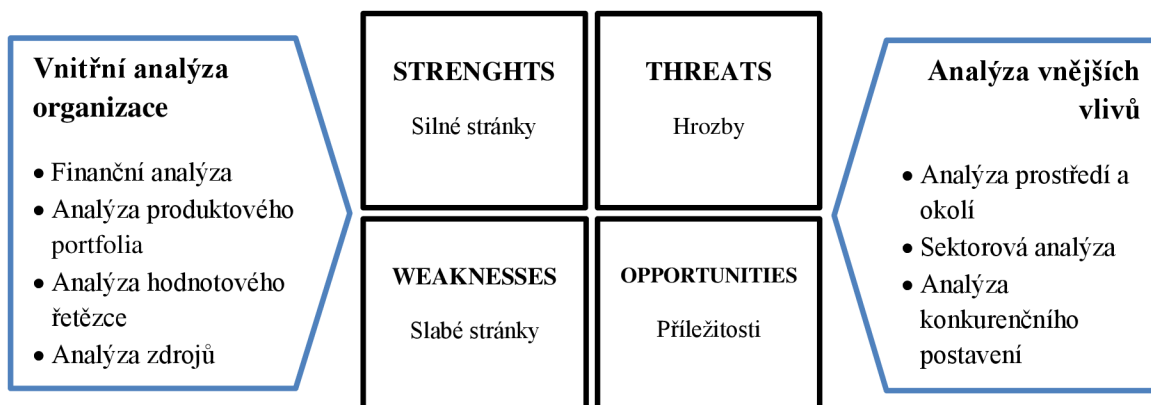 Vnitřní analýza
organizace
• Finanční analýza
• Analýza produktového
portfolia
• Analýza hodnotového
řetězce
• Analýza zdrojů
STRENGHTS
Silné stránky
THREATS
Hrozby
WEAKNESSES
Slabé stránky
OPPORTUNITIES
Příležitosti
Analýza vnějších
vlivů
• Analýza prostředí a
okolí
• Sektorová analýza
• Analýza
konkurenčního
postavení